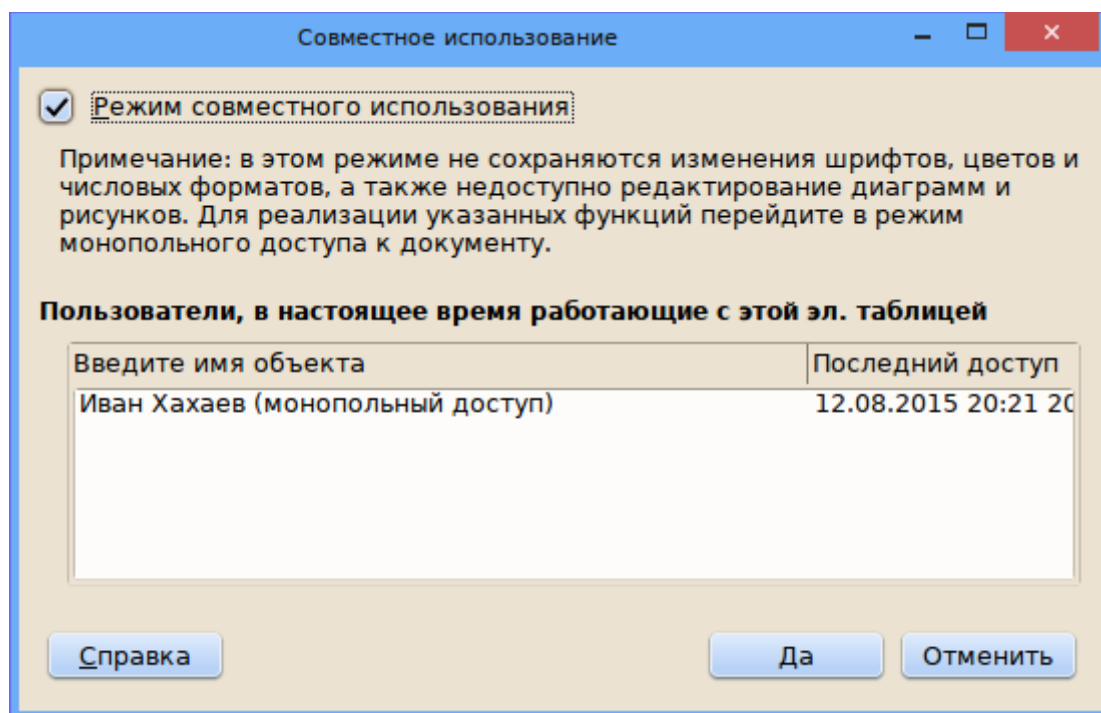 Совместное использование
Режим совместного использования
Примечание: в этом режиме не сохраняются изменения шрифтов, цветов и
числовых форматов, а также недоступно редактирование диаграмм и
рисунков. Для реализации указанных функций перейдите в режим
монопольного доступа к документу.
Пользователи, в настоящее время работающие с этой эл. таблицей
Введите имя объекта Последний доступ
Иван Хахаев (монопольный доступ) 12.08.2015 20:21 20
Справка Да Отменить